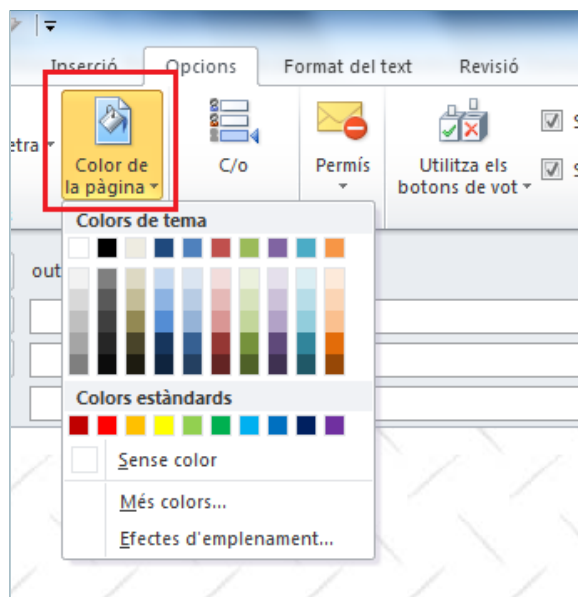 Inserció Opcions Format del text Revisió
etra
Color de la pàgina
C/o
Permís
Utilitza els botons de vot
S
S
Colors de tema
out
Colors estàndards
Sense color
Més colors...
Efectes d'emplenament...